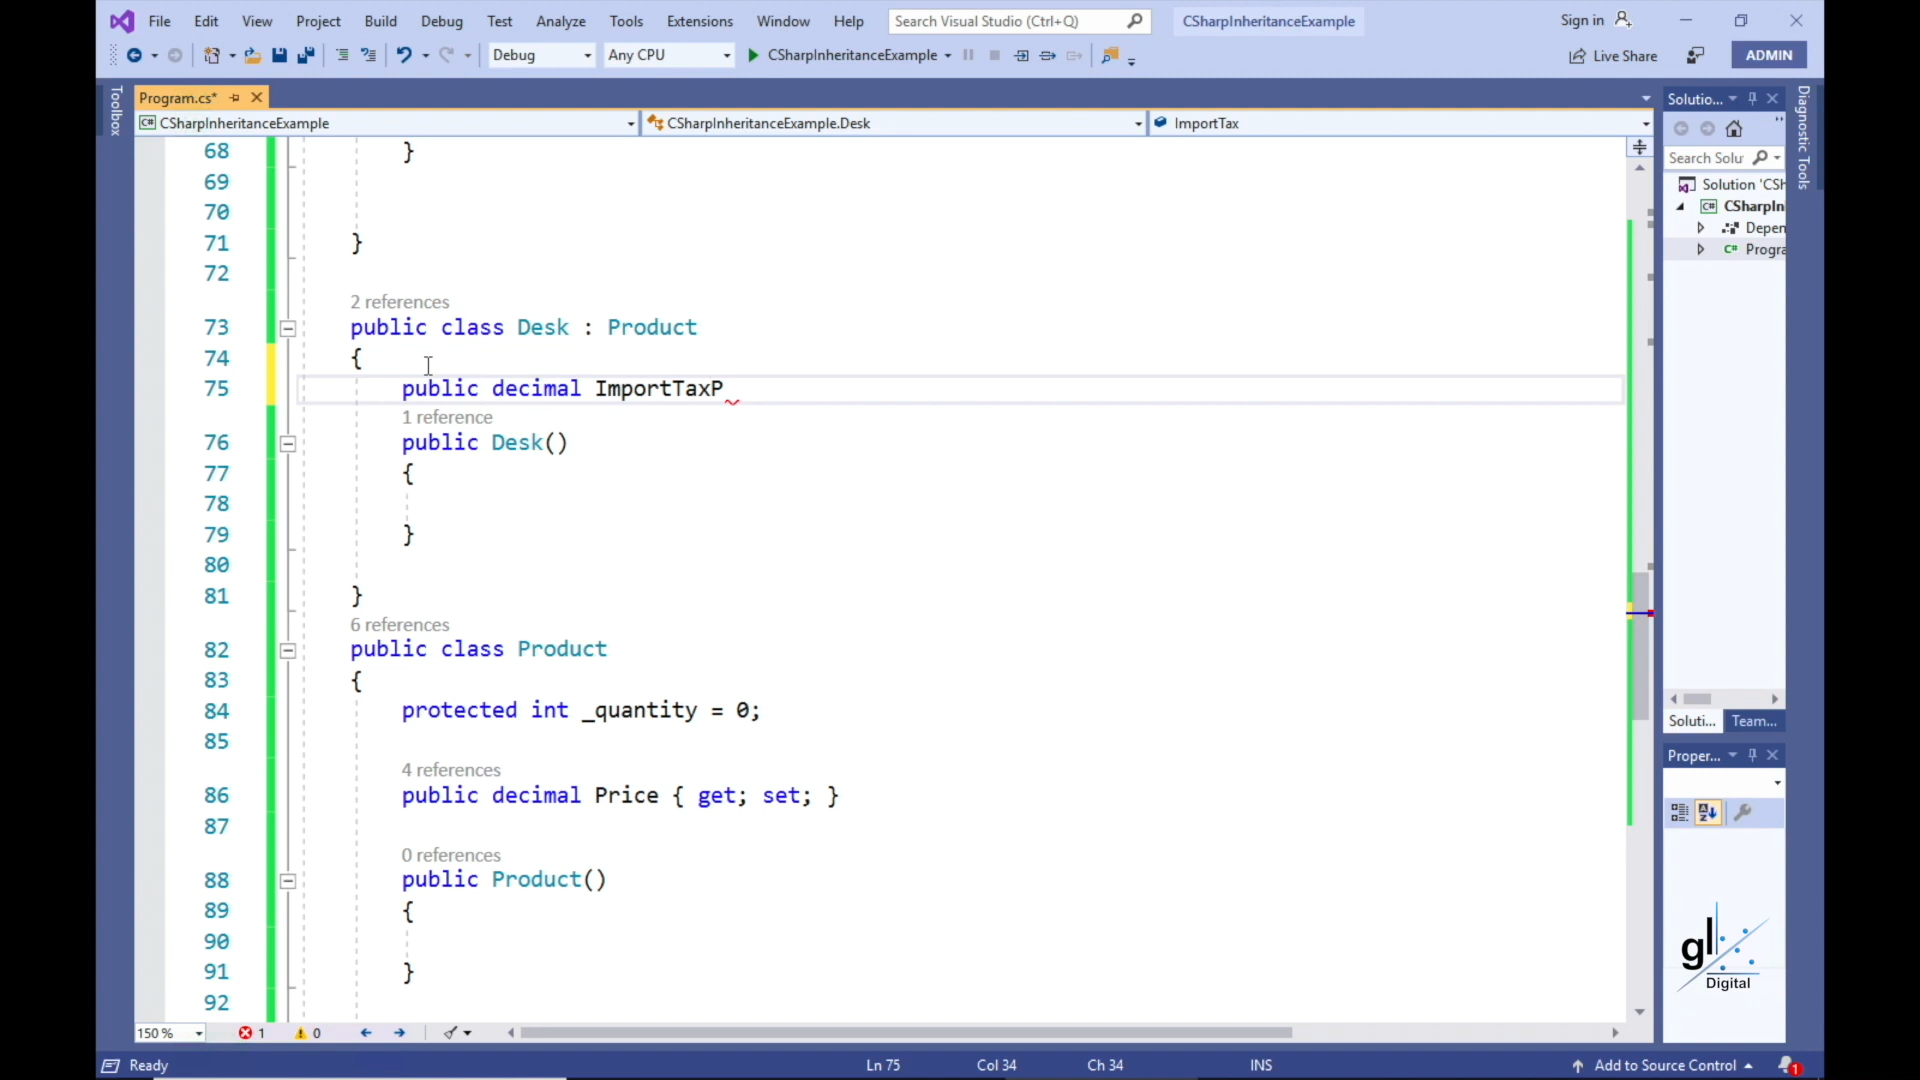 File Edit View Project Build Debug Test Analyze Tools Extensions Window Help Search Visual Studio (Ctrl+Q) CSharpInheritanceExample Sign in
Debug Any CPU CSharpInheritanceExample Live Share ADMIN
Toolbox
Program.cs*
CSharpInheritanceExample CSharpInheritanceExample.Desk ImportTax
68 }
69
70
71 }
72
2 references
73 public class Desk : Product
74 {
75 public decimal ImportTaxP
1 reference
76 public Desk()
77 {
78
79 }
80
81 }
6 references
82 public class Product
83 {
84 protected int _quantity = 0;
85
4 references
86 public decimal Price { get; set; }
87
0 references
88 public Product()
89 {
90
91 }
92
150 % 1 0
Ready Ln 75 Col 34 Ch 34 INS Add to Source Control 1
Solutio...
Search Solu
Solution 'CSh
C# CSharpIn
Depen
C# Progra
Soluti... Team...
Proper...
Diagnostic Tools
gl
Digital